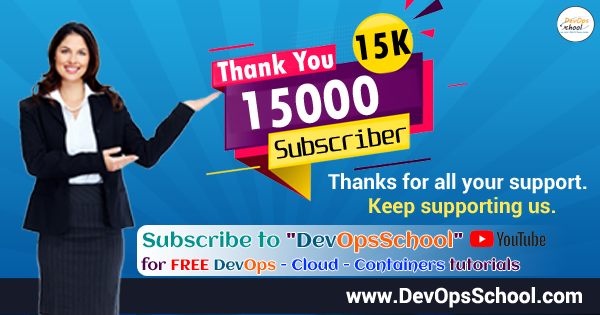 DevOps
School
15K
Thank You
15000
Subscriber
Thanks for all your support.
Keep supporting us.
Subscribe to "DevOpsSchool" YouTube
for FREE DevOps - Cloud - Containers tutorials
www.DevOpsSchool.com